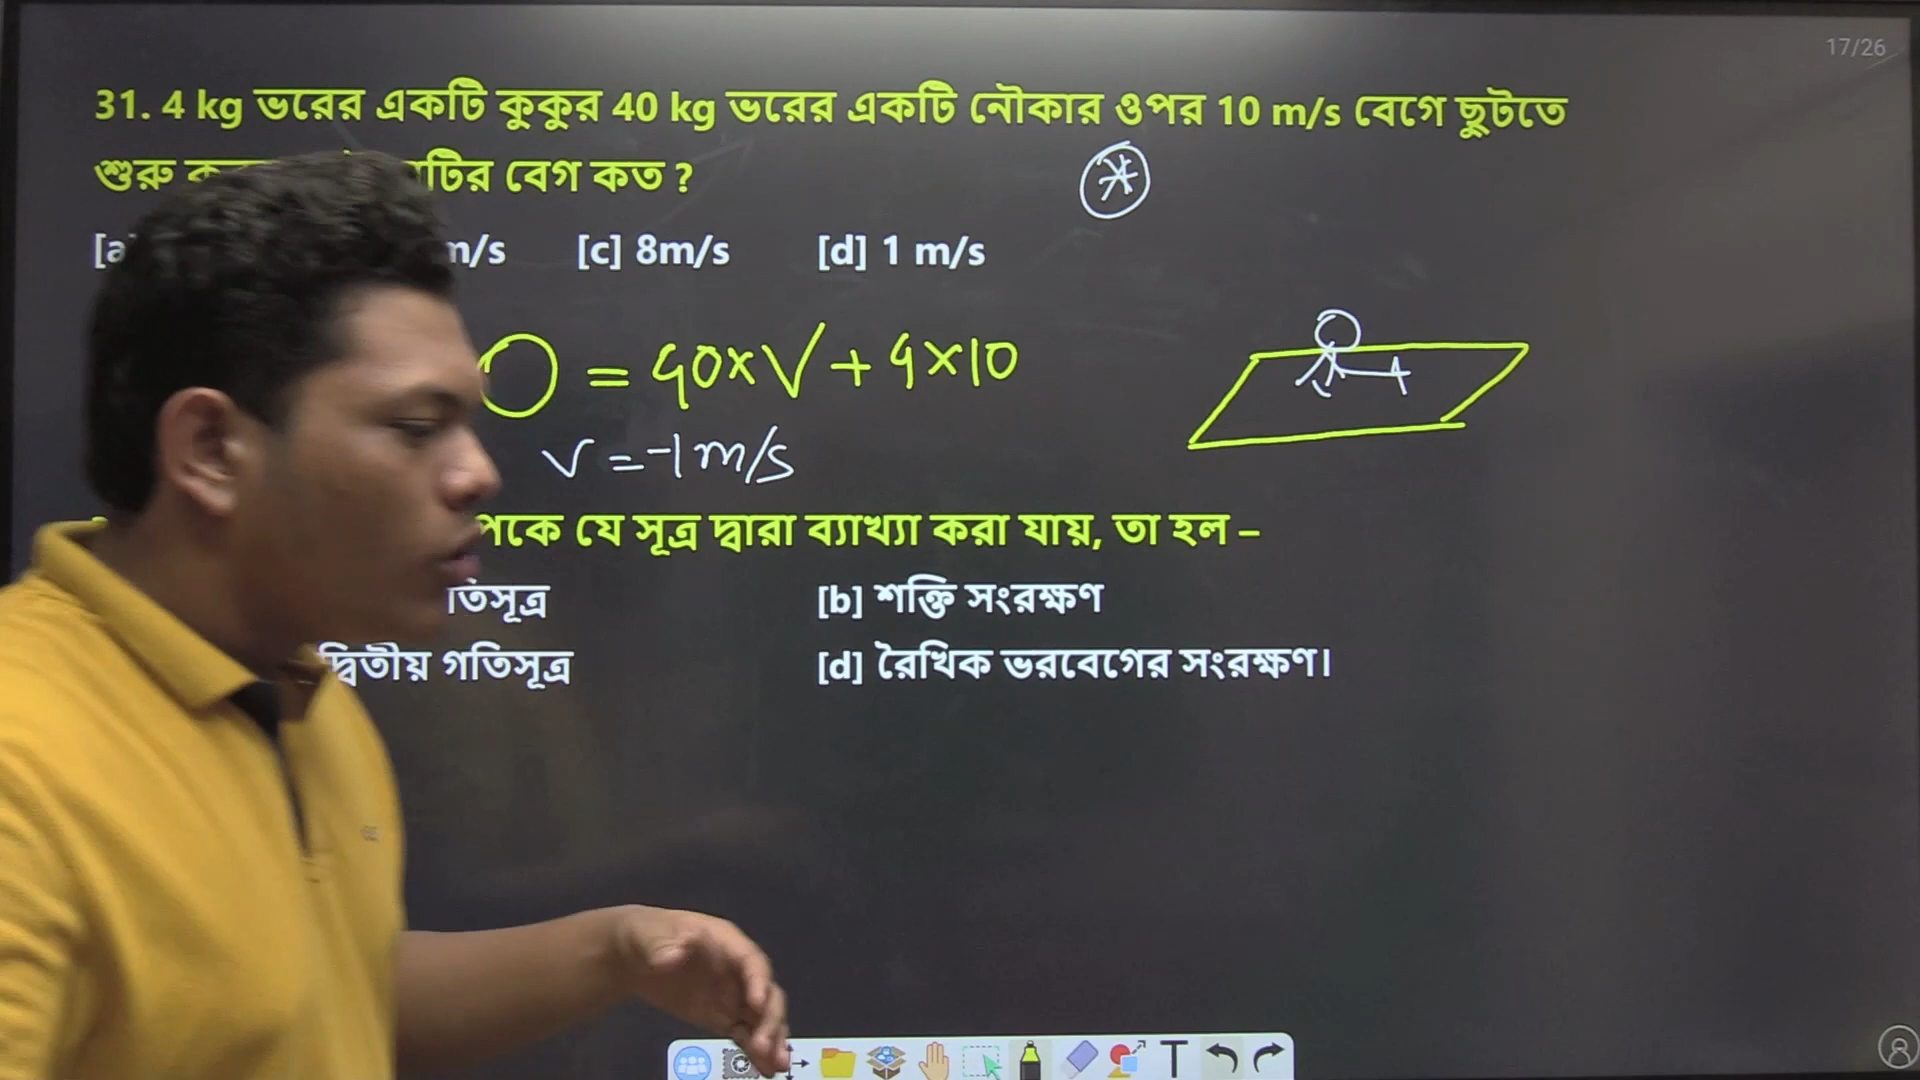 17/26
31. 4 kg ভরের একটি কুকুর 40 kg ভরের একটি নৌকার ওপর 10 m/s বেগে ছুটতে
শুরু টির বেগ কত ?
[a] m/s [c] 8m/s [d] 1 m/s
0 = 40×V + 4×10
V = -1 m/s
পকে যে সূত্র দ্বারা ব্যাখ্যা করা যায়, তা হল –
তিসূত্র [b] শক্তি সংরক্ষণ
দ্বিতীয় গতিসূত্র [d] রৈখিক ভরবেগের সংরক্ষণ।
T